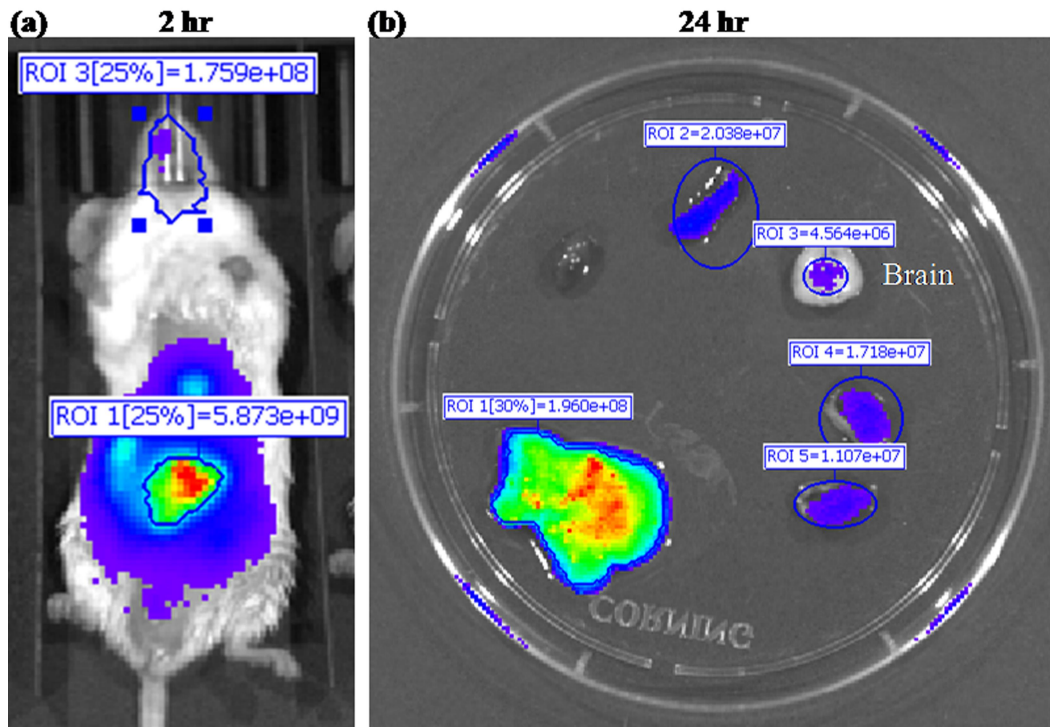 (a) 2 hr
ROI 3[25%]=1.759e+08
ROI 1[25%]=5.873e+09
(b) 24 hr
ROI 2=2.038e+07
ROI 3=4.564e+06
Brain
ROI 4=1.718e+07
ROI 1[30%]=1.960e+08
ROI 5=1.107e+07
CORNING